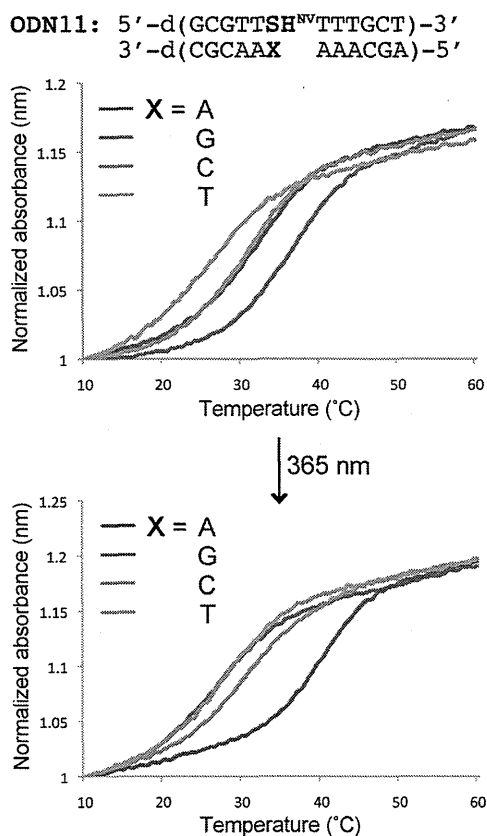 ODN11: 5′-d(GCGTTSHᴺⱽTTTGCT)-3′
3′-d(CGCAAX AAACGA)-5′
1.2
1.15
1.1
1.05
1
Normalized absorbance (nm)
X = A
G
C
T
10 20 30 40 50 60
Temperature (°C)
365 nm
1.25
1.2
1.15
1.1
1.05
1
Normalized absorbance (nm)
X = A
G
C
T
10 20 30 40 50 60
Temperature (°C)